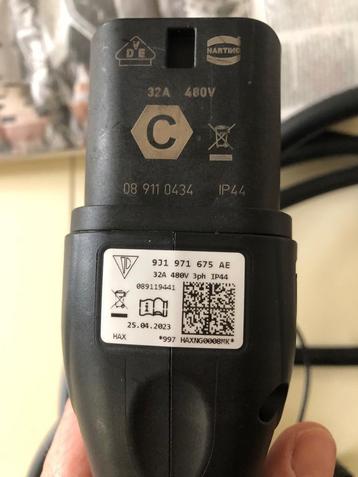 VDE
HARTING
32A 480V
C
08 911 0434 IP44
9J1 971 675 AE
32A 480V 3ph IP44
089119441
25.04.2023
HAX *997 HAXNG0008MK*